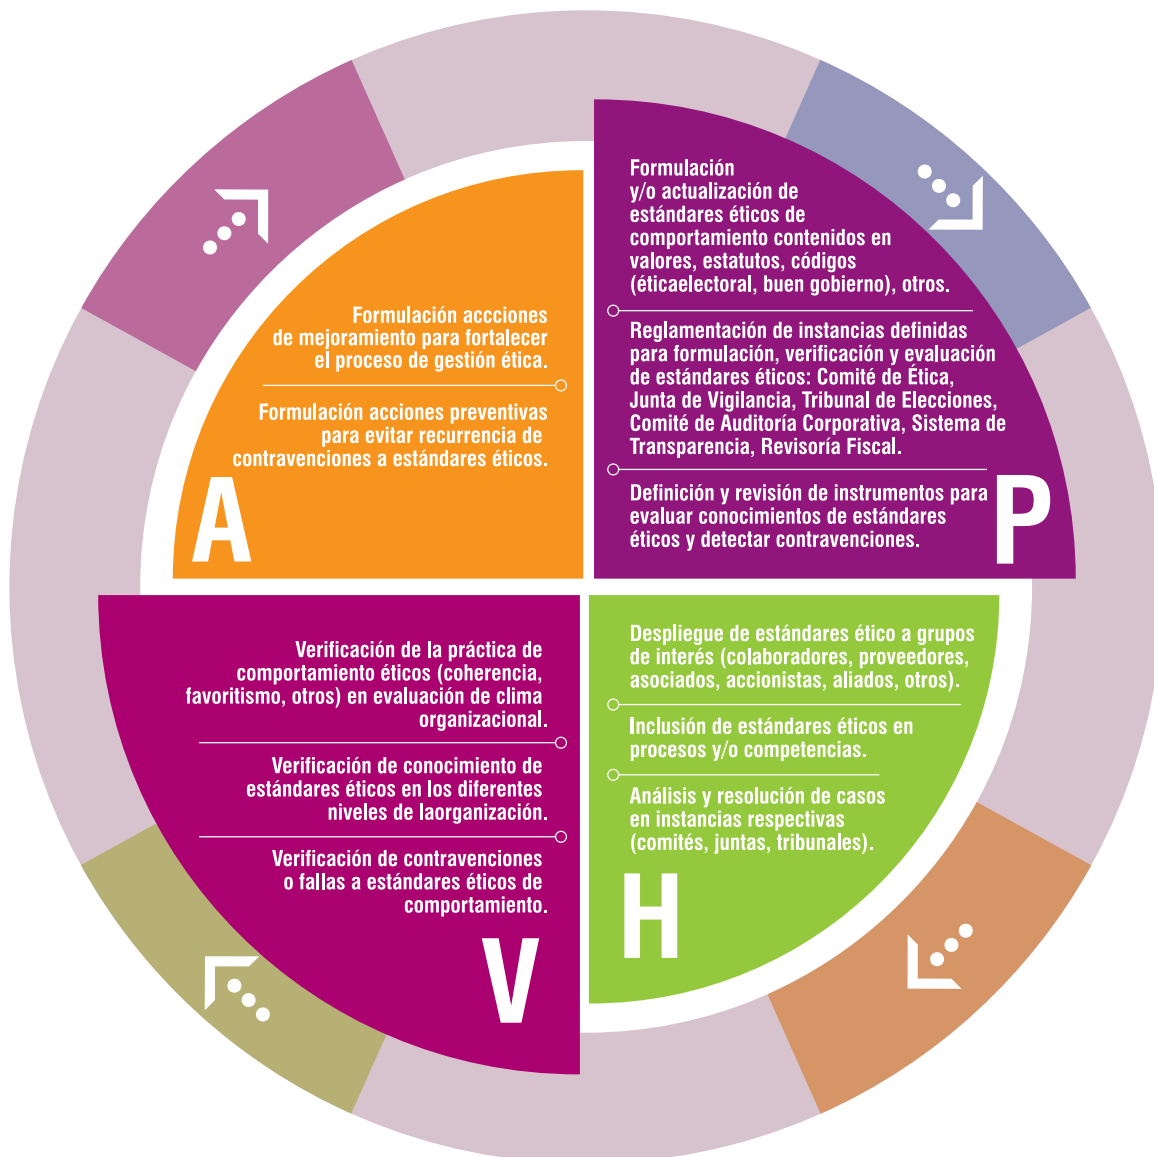 Formulación
y/o actualización de
estándares éticos de
comportamiento contenidos en
valores, estatutos, códigos
(éticaelectoral, buen gobierno), otros.
Reglamentación de instancias definidas
para formulación, verificación y evaluación
de estándares éticos: Comité de Ética,
Junta de Vigilancia, Tribunal de Elecciones,
Comité de Auditoría Corporativa, Sistema de
Transparencia, Revisoría Fiscal.
Definición y revisión de instrumentos para
evaluar conocimientos de estándares
éticos y detectar contravenciones.
P
Despliegue de estándares ético a grupos
de interés (colaboradores, proveedores,
asociados, accionistas, aliados, otros).
Inclusión de estándares éticos en
procesos y/o competencias.
Análisis y resolución de casos
en instancias respectivas
(comités, juntas, tribunales).
H
Verificación de la práctica de
comportamiento éticos (coherencia,
favoritismo, otros) en evaluación de clima
organizacional.
Verificación de conocimiento de
estándares éticos en los diferentes
niveles de laorganización.
Verificación de contravenciones
o fallas a estándares éticos de
comportamiento.
V
Formulación accciones
de mejoramiento para fortalecer
el proceso de gestión ética.
Formulación acciones preventivas
para evitar recurrencia de
contravenciones a estándares éticos.
A